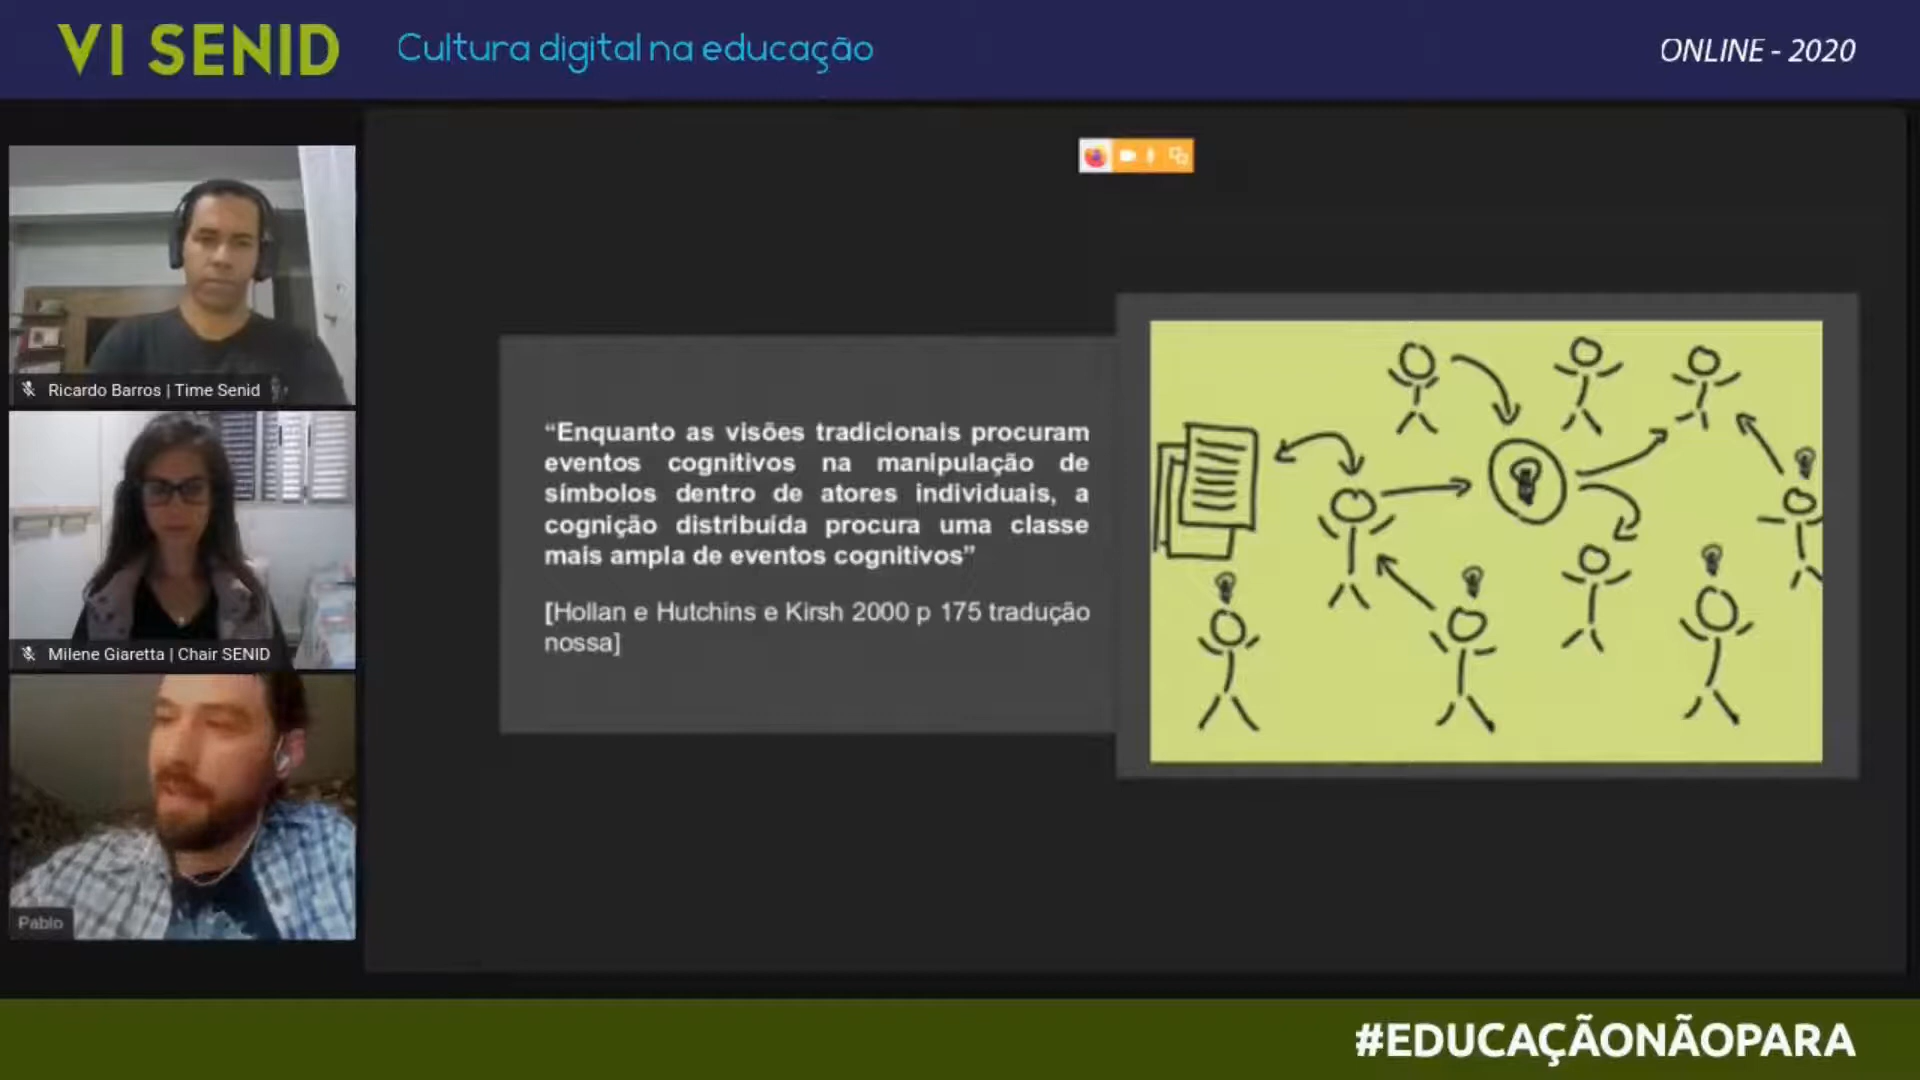 VI SENID
Cultura digital na educação
ONLINE - 2020
Ricardo Barros | Time Senid
Milene Giaretta | Chair SENID
Pablo
“Enquanto as visões tradicionais procuram
eventos cognitivos na manipulação de
símbolos dentro de atores individuais, a
cognição distribuída procura uma classe
mais ampla de eventos cognitivos”
[Hollan e Hutchins e Kirsh 2000 p 175 tradução
nossa]
#EDUCAÇÃONÃOPARA